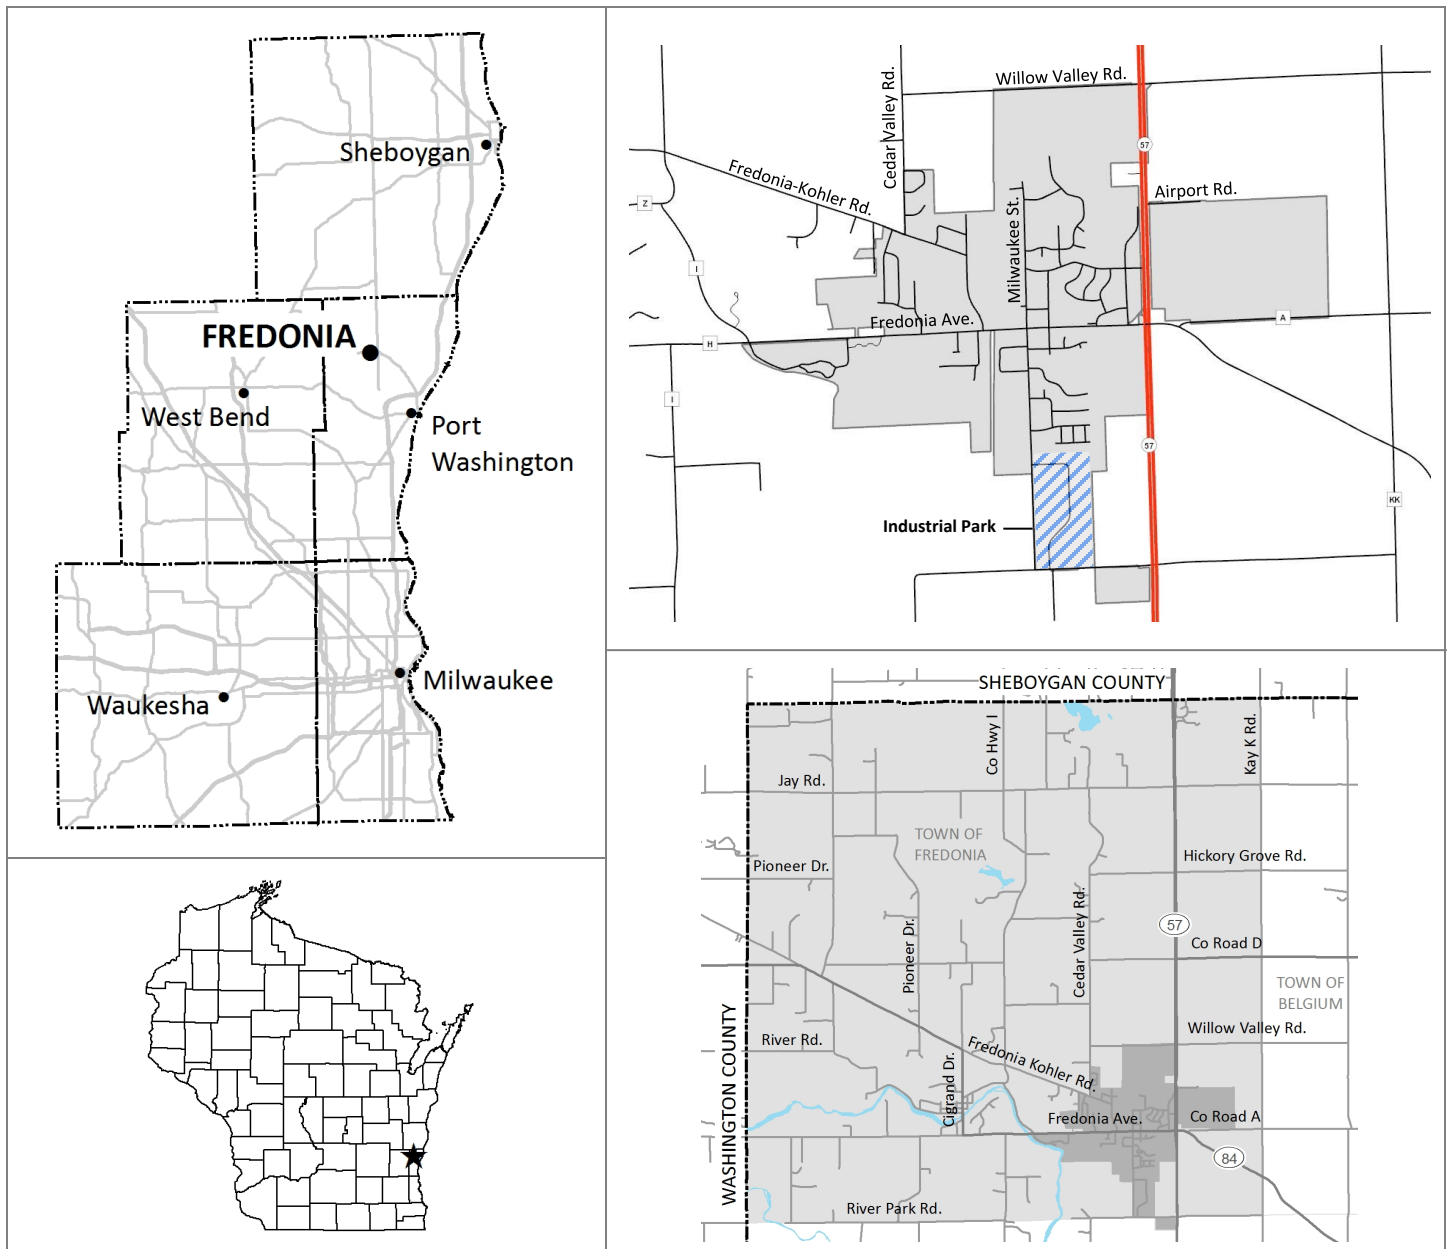 Sheboygan
FREDONIA
West Bend
Port
Washington
Milwaukee
Waukesha
Willow Valley Rd.
Cedar Valley Rd.
57
Fredonia-Kohler Rd.
Airport Rd.
Z
Milwaukee St.
I
Fredonia Ave.
A
H
I
57
KK
Industrial Park
SHEBOYGAN COUNTY
Co Hwy I
Kay K Rd.
Jay Rd.
TOWN OF
FREDONIA
Hickory Grove Rd.
Pioneer Dr.
Cedar Valley Rd.
57
Pioneer Dr.
Co Road D
TOWN OF
BELGIUM
WASHINGTON COUNTY
Willow Valley Rd.
River Rd.
Fredonia Kohler Rd.
Cigrand Dr.
Fredonia Ave.
Co Road A
84
River Park Rd.